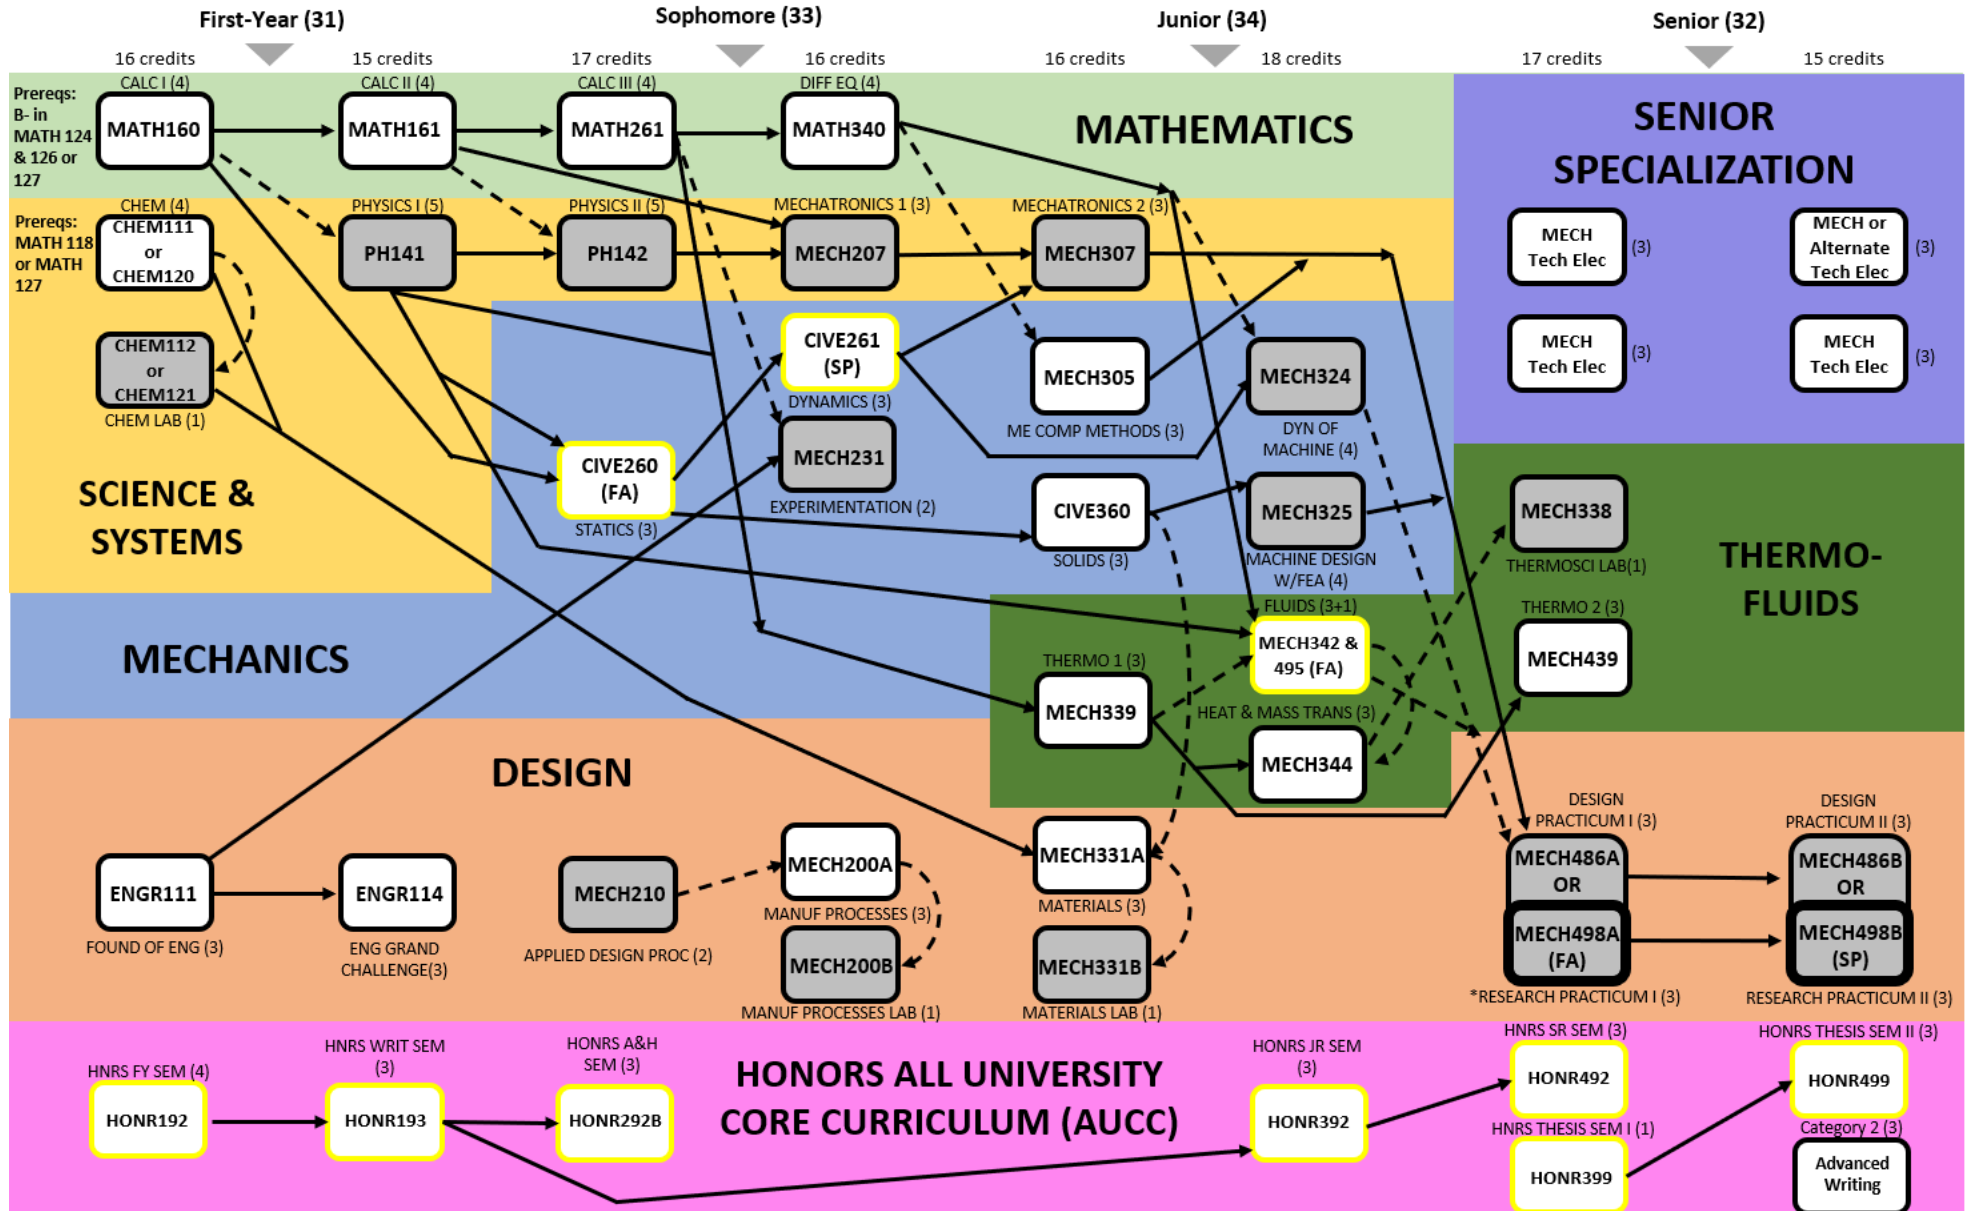 First-Year (31)
Sophomore (33)
Junior (34)
Senior (32)
16 credits
15 credits
17 credits
16 credits
16 credits
18 credits
17 credits
15 credits
Prereqs:
B- in
MATH 124
& 126 or
127
CALC I (4)
MATH160
CALC II (4)
MATH161
CALC III (4)
MATH261
DIFF EQ (4)
MATH340
MATHEMATICS
SENIOR
SPECIALIZATION
MECH
Tech Elec
(3)
MECH or
Alternate
Tech Elec
(3)
MECH
Tech Elec
(3)
MECH
Tech Elec
(3)
Prereqs:
MATH 118
or MATH
127
CHEM (4)
CHEM111
or
CHEM120
PHYSICS I (5)
PH141
PHYSICS II (5)
PH142
MECHATRONICS 1 (3)
MECH207
MECHATRONICS 2 (3)
MECH307
CHEM112
or
CHEM121
CHEM LAB (1)
SCIENCE &
SYSTEMS
CIVE261
(SP)
DYNAMICS (3)
MECH305
ME COMP METHODS (3)
MECH324
DYN OF
MACHINE (4)
CIVE260
(FA)
STATICS (3)
MECH231
EXPERIMENTATION (2)
CIVE360
SOLIDS (3)
MECH325
MACHINE DESIGN
W/FEA (4)
MECHANICS
MECH338
THERMOSCI LAB(1)
THERMO-
FLUIDS
FLUIDS (3+1)
MECH342 &
495 (FA)
THERMO 2 (3)
MECH439
THERMO 1 (3)
MECH339
HEAT & MASS TRANS (3)
MECH344
DESIGN
ENGR111
FOUND OF ENG (3)
ENGR114
ENG GRAND
CHALLENGE(3)
MECH210
APPLIED DESIGN PROC (2)
MECH200A
MANUF PROCESSES (3)
MECH200B
MANUF PROCESSES LAB (1)
MECH331A
MATERIALS (3)
MECH331B
MATERIALS LAB (1)
DESIGN
PRACTICUM I (3)
MECH486A
OR
MECH498A
(FA)
*RESEARCH PRACTICUM I (3)
DESIGN
PRACTICUM II (3)
MECH486B
OR
MECH498B
(SP)
RESEARCH PRACTICUM II (3)
HNRS FY SEM (4)
HONR192
HNRS WRIT SEM
(3)
HONR193
HONRS A&H
SEM (3)
HONR292B
HONORS ALL UNIVERSITY
CORE CURRICULUM (AUCC)
HONRS JR SEM
(3)
HONR392
HNRS SR SEM (3)
HONR492
HNRS THESIS SEM I (1)
HONR399
HONRS THESIS SEM II (3)
HONR499
Category 2 (3)
Advanced
Writing